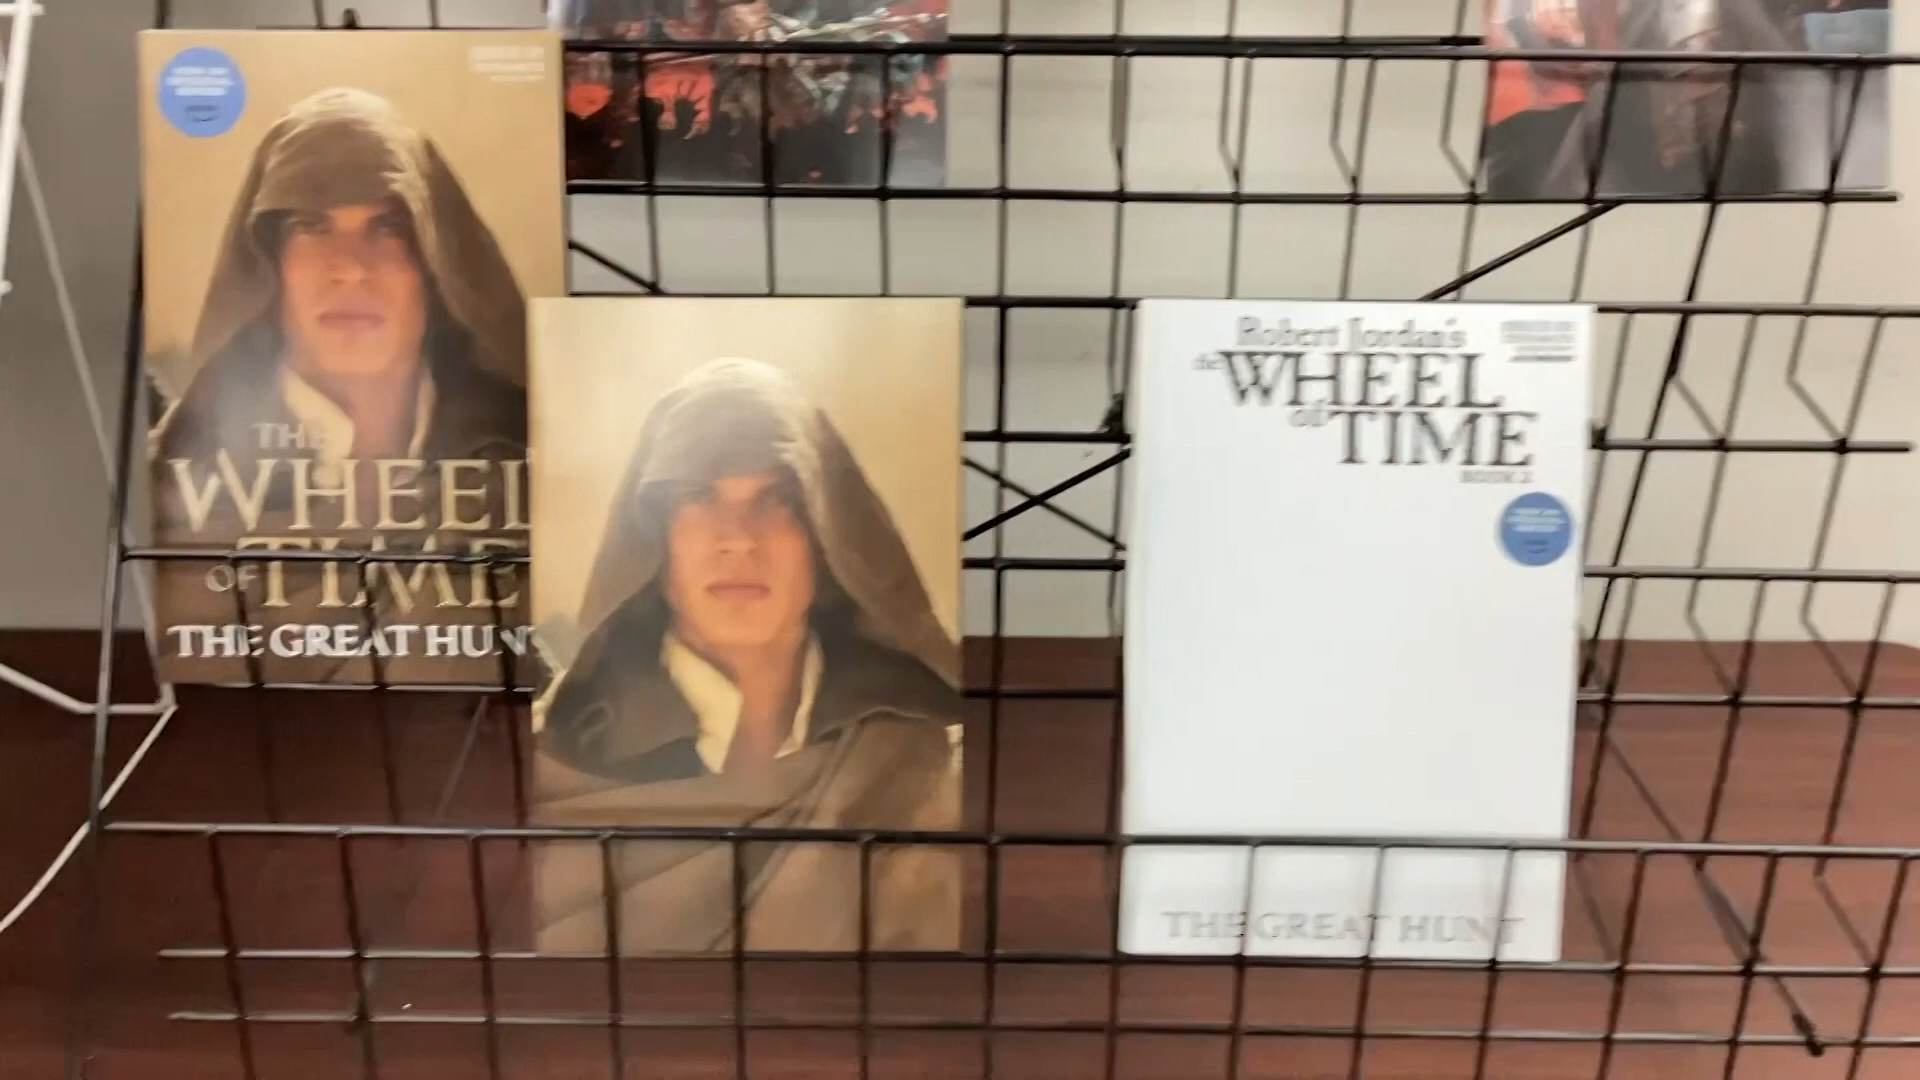 THE
WHEEL
OF TIME
THE GREAT HUNT
Robert Jordan's
the WHEEL
of TIME
BOOK 2
THE GREAT HUNT